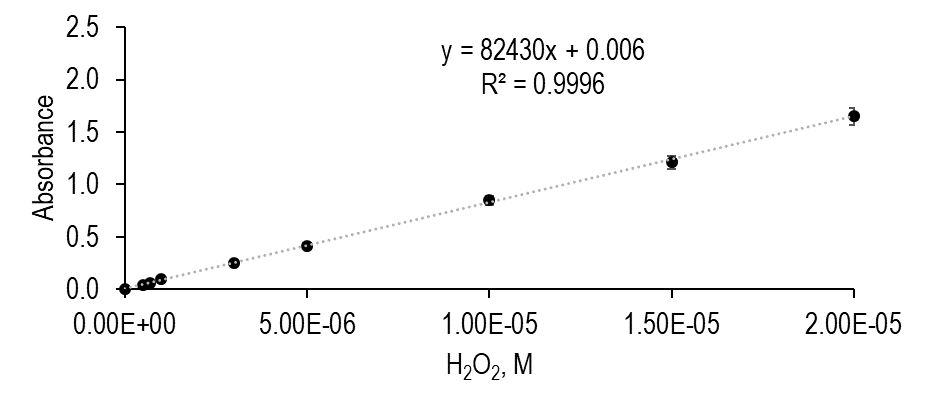 2.5
y = 82430x + 0.006
2.0
R² = 0.9996
1.5
Absorbance
1.0
0.5
0.0
0.00E+00 5.00E-06 1.00E-05 1.50E-05 2.00E-05
H₂O₂, M